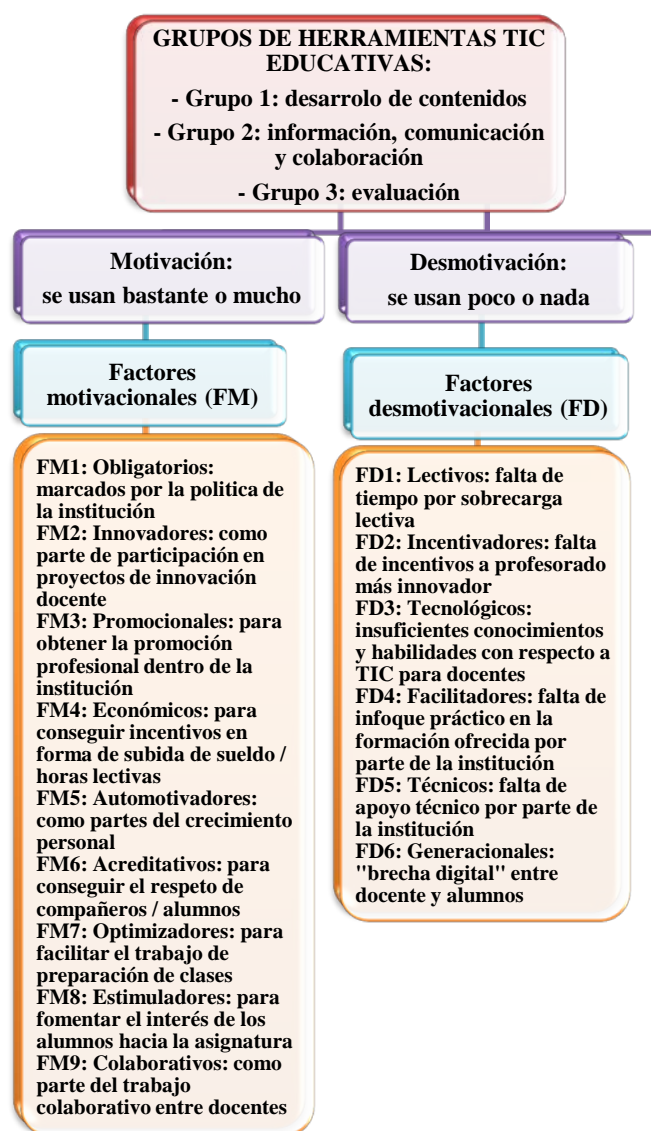 GRUPOS DE HERRAMIENTAS TIC
EDUCATIVAS:
- Grupo 1: desarrolo de contenidos
- Grupo 2: información, comunicación
y colaboración
- Grupo 3: evaluación
Motivación:
se usan bastante o mucho
Desmotivación:
se usan poco o nada
Factores
motivacionales (FM)
Factores
desmotivacionales (FD)
FM1: Obligatorios:
marcados por la politica de
la institución
FM2: Innovadores: como
parte de participación en
proyectos de innovación
docente
FM3: Promocionales: para
obtener la promoción
profesional dentro de la
institución
FM4: Económicos: para
conseguir incentivos en
forma de subida de sueldo /
horas lectivas
FM5: Automotivadores:
como partes del crecimiento
personal
FM6: Acreditativos: para
conseguir el respeto de
compañeros / alumnos
FM7: Optimizadores: para
facilitar el trabajo de
preparación de clases
FM8: Estimuladores: para
fomentar el interés de los
alumnos hacia la asignatura
FM9: Colaborativos: como
parte del trabajo
colaborativo entre docentes
FD1: Lectivos: falta de
tiempo por sobrecarga
lectiva
FD2: Incentivadores: falta
de incentivos a profesorado
más innovador
FD3: Tecnológicos:
insuficientes conocimientos
y habilidades con respecto a
TIC para docentes
FD4: Facilitadores: falta de
infoque práctico en la
formación ofrecida por
parte de la institución
FD5: Técnicos: falta de
apoyo técnico por parte de
la institución
FD6: Generacionales:
"brecha digital" entre
docente y alumnos